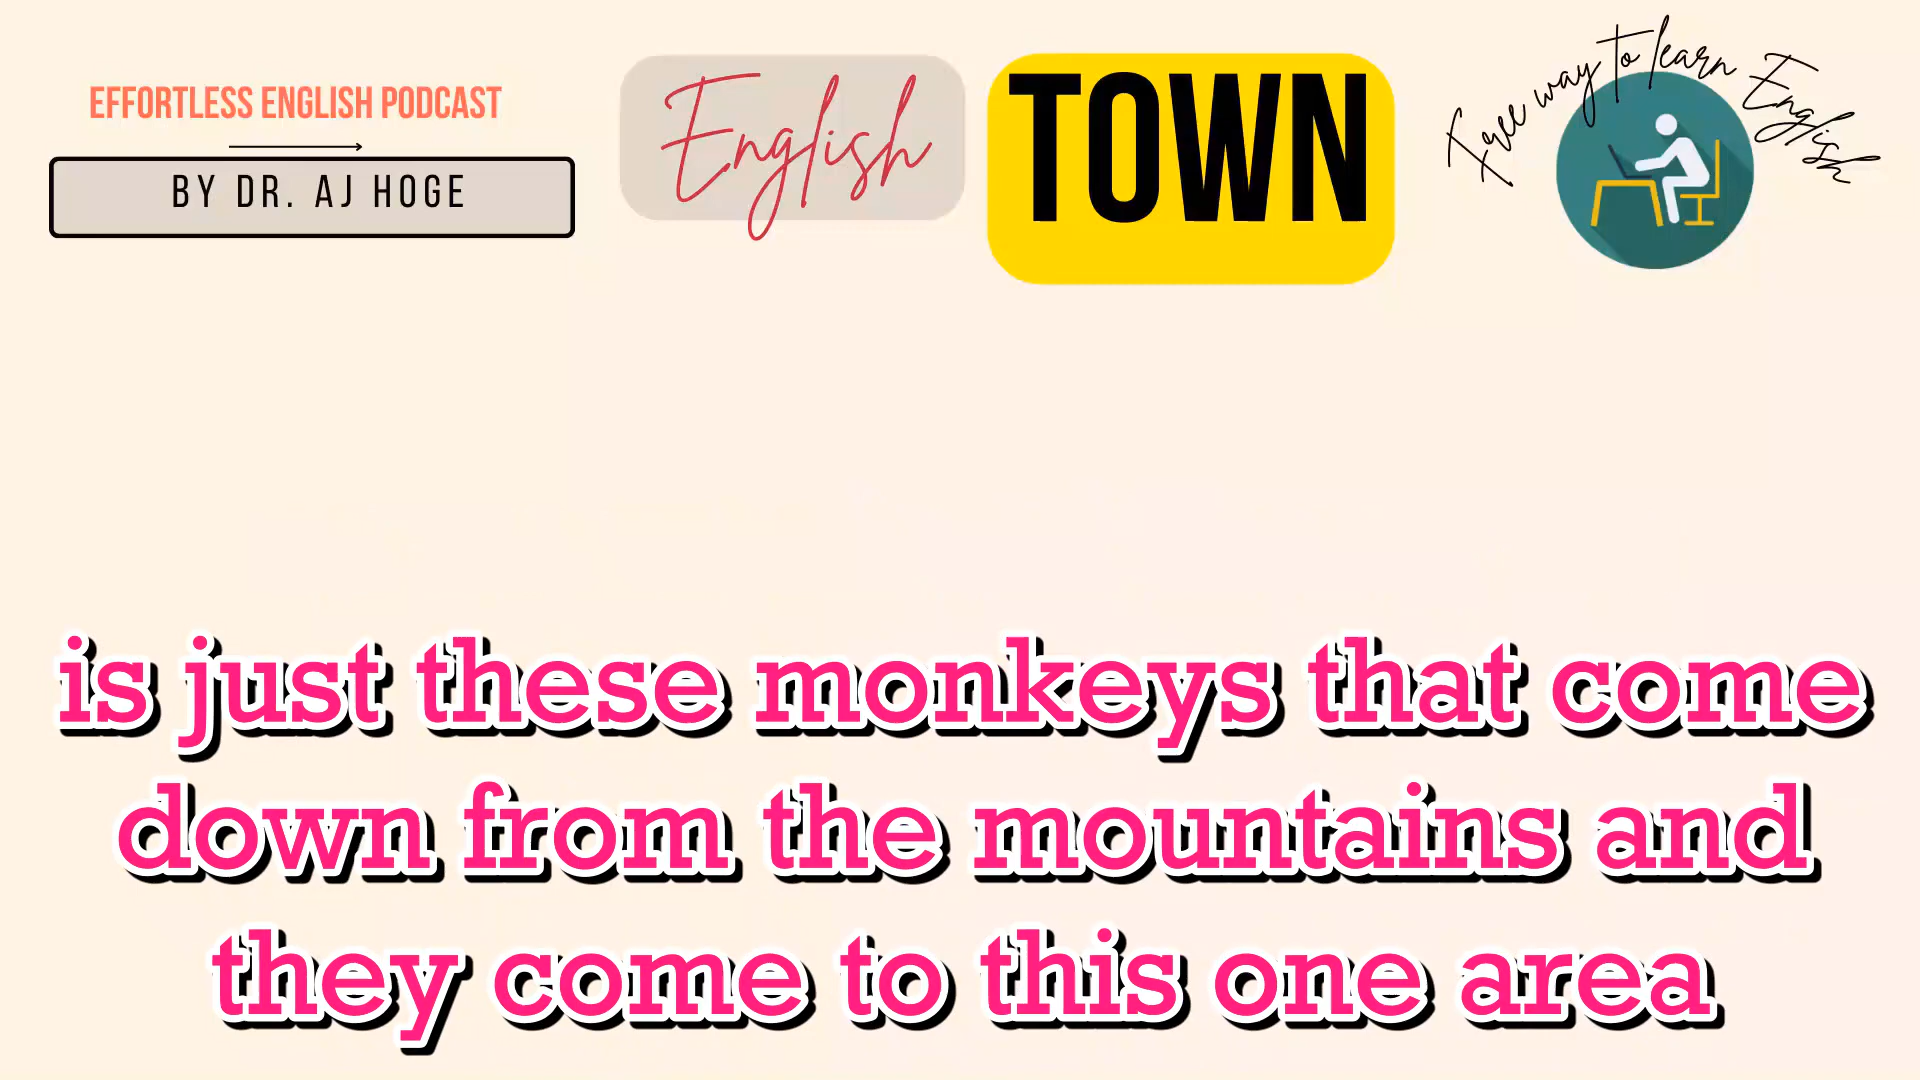 EFFORTLESS ENGLISH PODCAST
BY DR. AJ HOGE
English
TOWN
Free way to learn English
is just these monkeys that come
down from the mountains and
they come to this one area